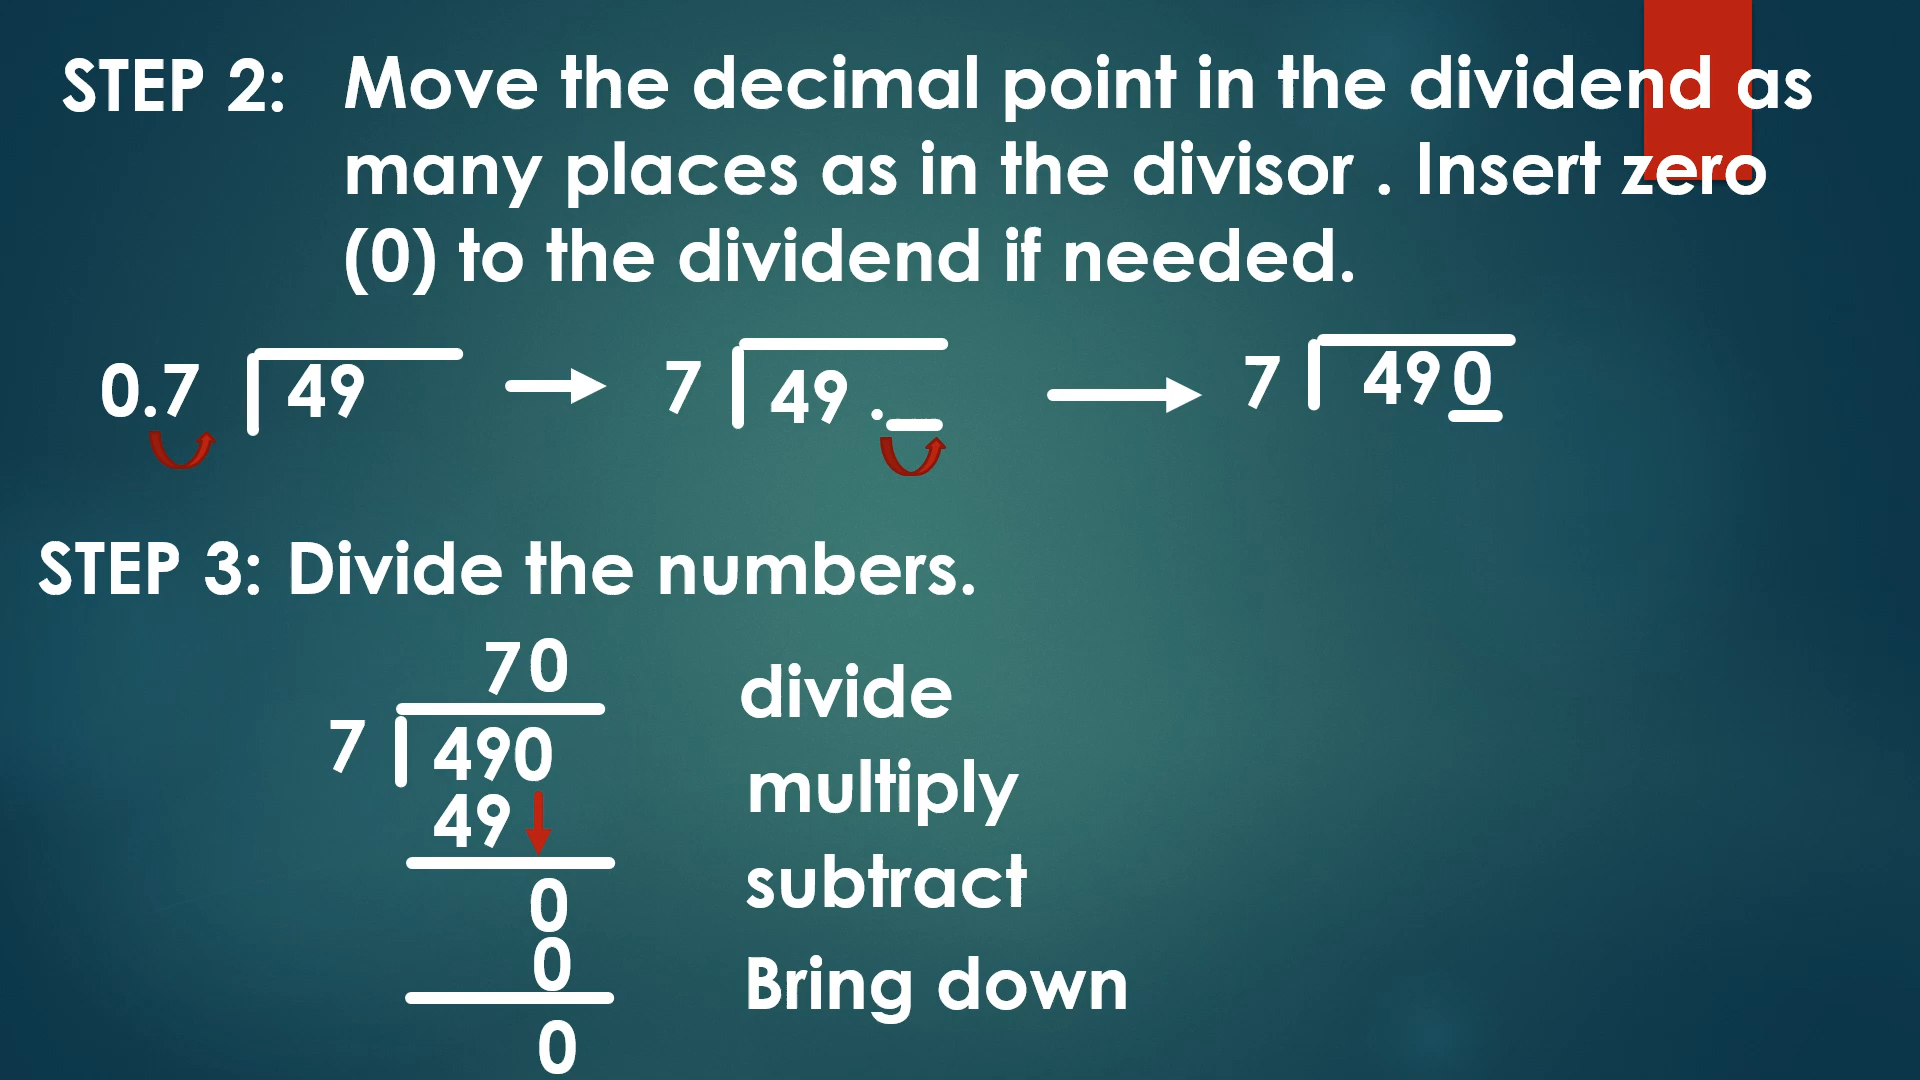 STEP 2: Move the decimal point in the dividend as
many places as in the divisor . Insert zero
(0) to the dividend if needed.
0.7 49 7 49 . 7 490
STEP 3: Divide the numbers.
70
divide
7 490
multiply
49
subtract
0
0
Bring down
0